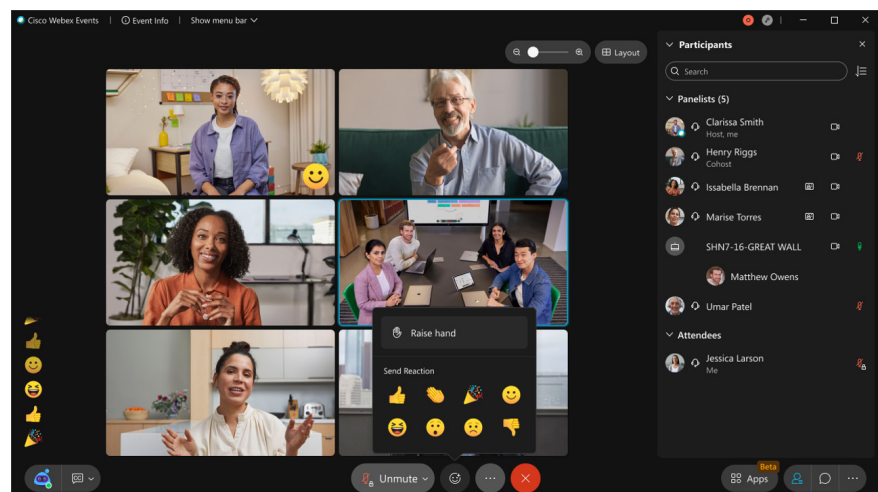 Cisco Webex Events
Event Info
Show menu bar
Layout
Participants
Search
Panelists (5)
Clarissa Smith
Host, me
Henry Riggs
Cohost
Issabella Brennan
Marise Torres
SHN7-16-GREAT WALL
Matthew Owens
Umar Patel
Attendees
Jessica Larson
Me
Raise hand
Send Reaction
CC
Unmute
Apps
Beta